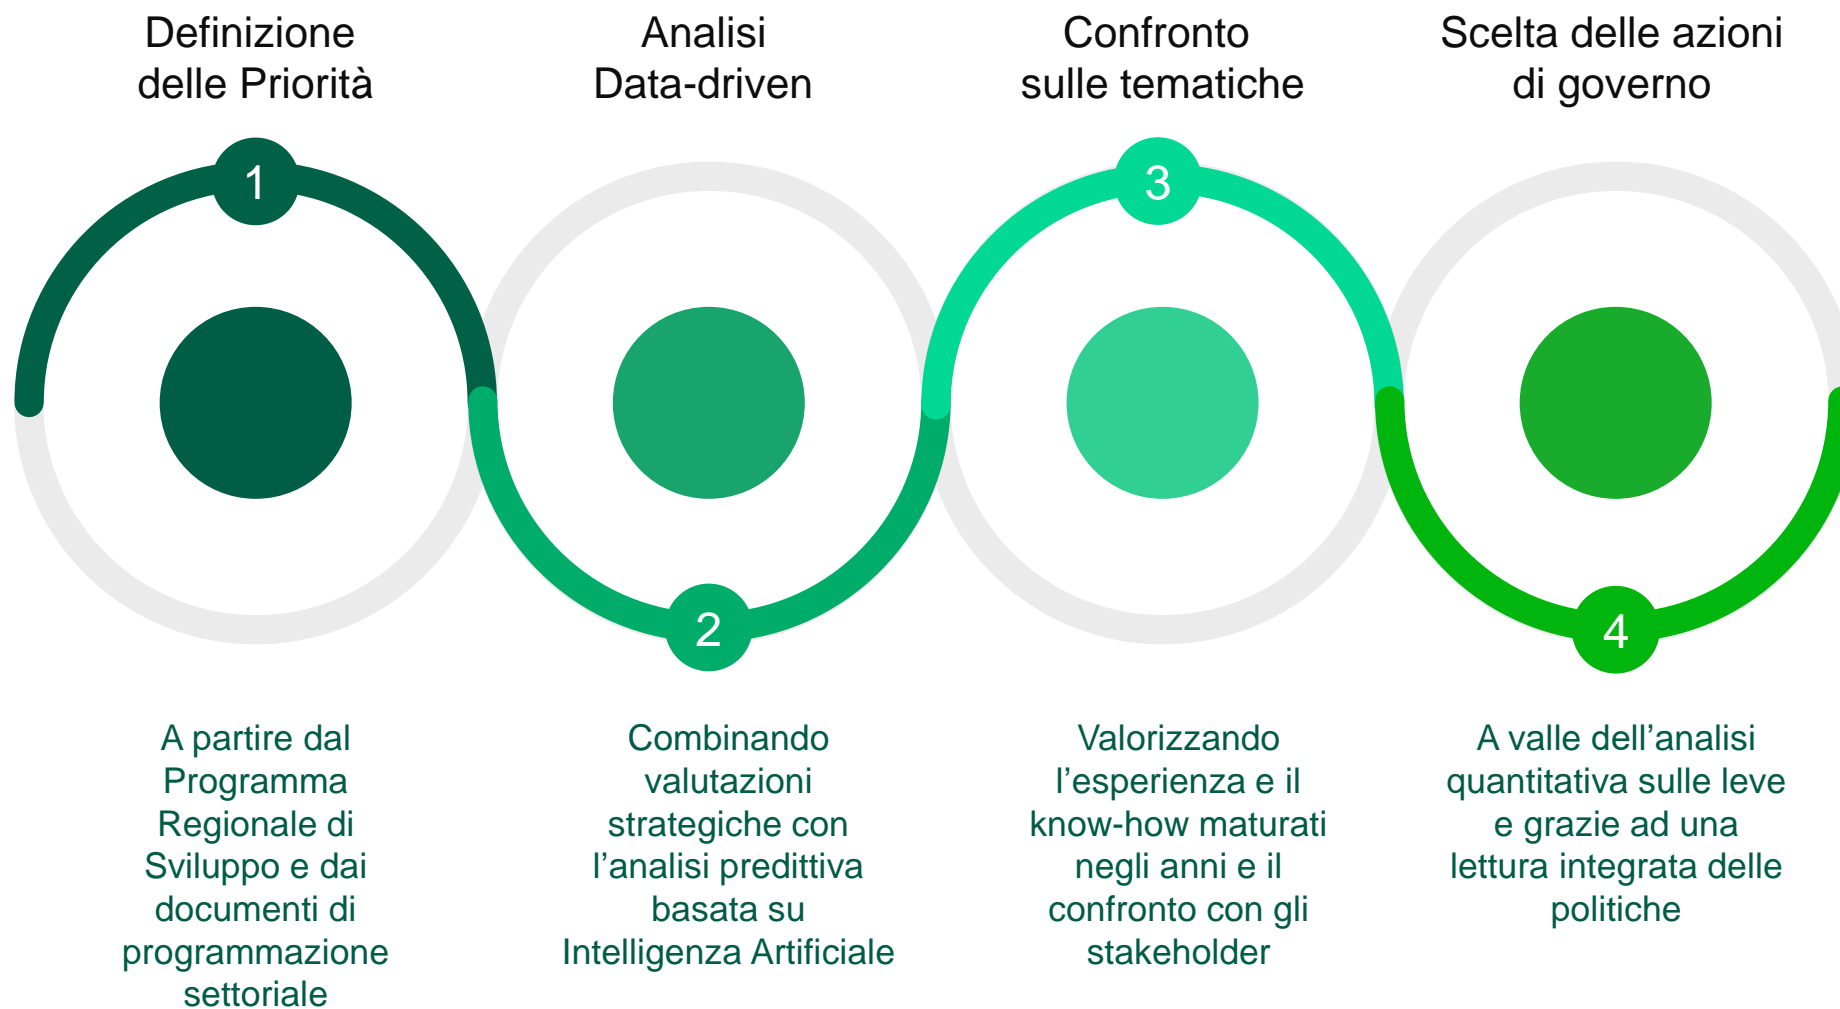 Definizione
delle Priorità
Analisi
Data-driven
Confronto
sulle tematiche
Scelta delle azioni
di governo
1
3
2
4
A partire dal
Programma
Regionale di
Sviluppo e dai
documenti di
programmazione
settoriale
Combinando
valutazioni
strategiche con
l’analisi predittiva
basata su
Intelligenza Artificiale
Valorizzando
l’esperienza e il
know-how maturati
negli anni e il
confronto con gli
stakeholder
A valle dell’analisi
quantitativa sulle leve
e grazie ad una
lettura integrata delle
politiche